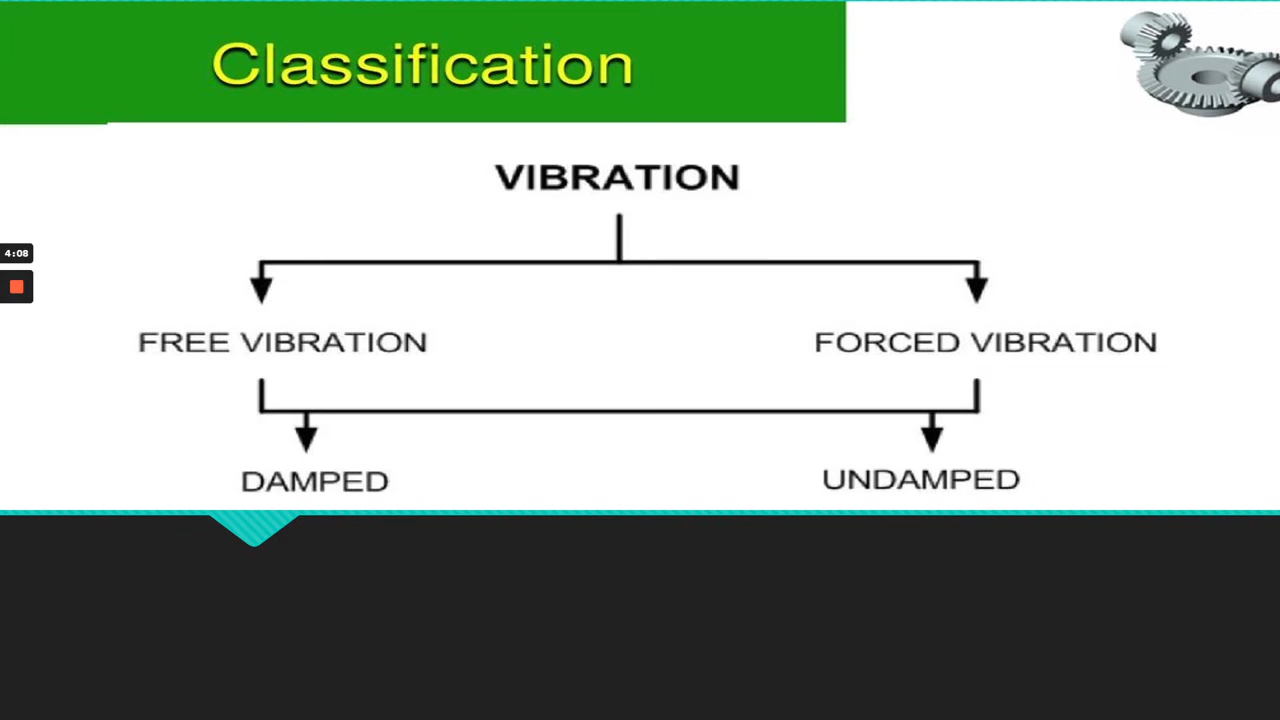 Classification
VIBRATION
4:08
FREE VIBRATION
FORCED VIBRATION
DAMPED
UNDAMPED